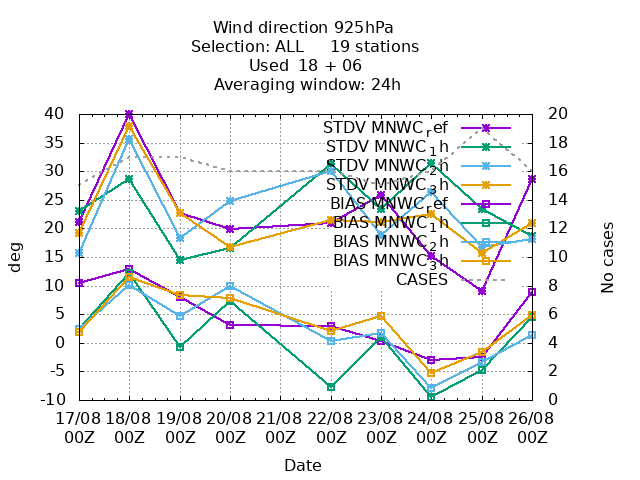 Wind direction 925hPa
Selection: ALL 19 stations
Used 18 + 06
Averaging window: 24h
40 20
35 18
30 16
25 14
20 12
15 10
10 8
5 6
0 4
-5 2
-10 0
deg
No cases
STDV MNWC_ref
STDV MNWC_1h
STDV MNWC_2h
STDV MNWC_3h
BIAS MNWC_ref
BIAS MNWC_1h
BIAS MNWC_2h
BIAS MNWC_3h
CASES
17/08 18/08 19/08 20/08 21/08 22/08 23/08 24/08 25/08 26/08
00Z 00Z 00Z 00Z 00Z 00Z 00Z 00Z 00Z 00Z
Date